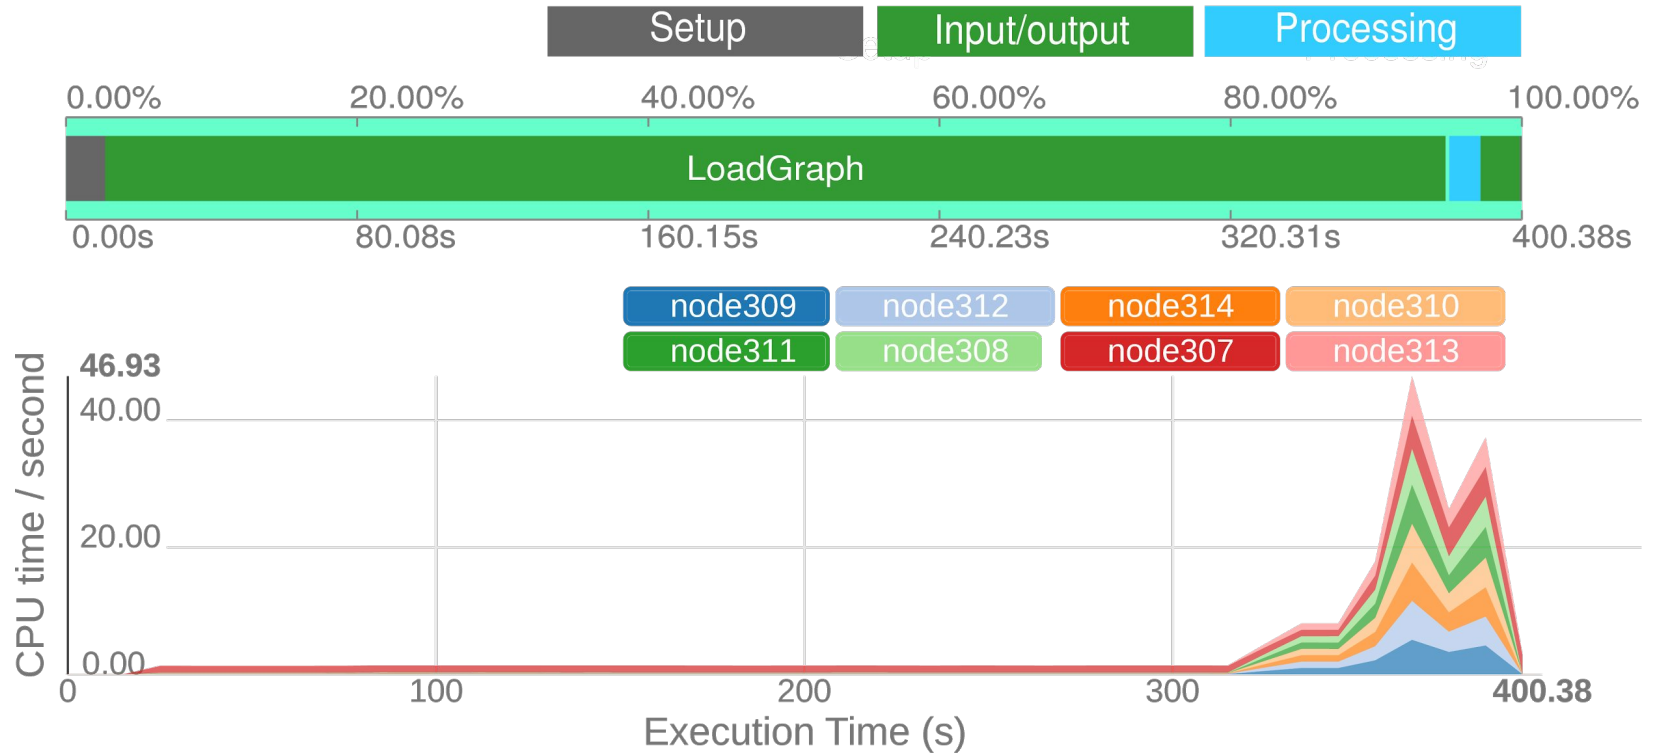 Setup Input/output Processing
0.00% 20.00% 40.00% 60.00% 80.00% 100.00%
LoadGraph
0.00s 80.08s 160.15s 240.23s 320.31s 400.38s
node309 node312 node314 node310
node311 node308 node307 node313
CPU time / second
46.93
40.00
20.00
0.00
0 100 200 300 400.38
Execution Time (s)